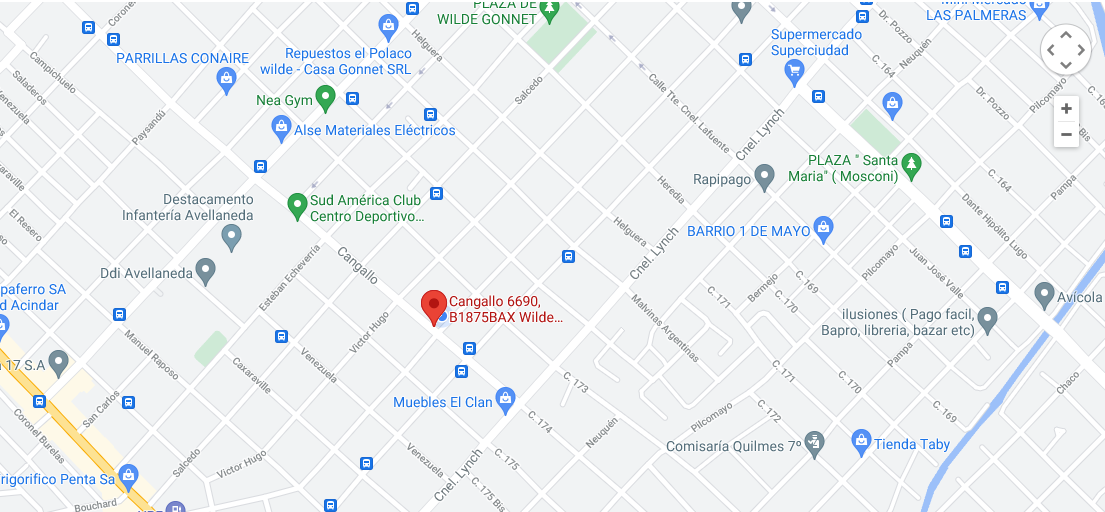 PLAZA DE
WILDE GONNET
Mini Mercado
LAS PALMERAS
Dr. Pozzo
Neuquén
Helguera
Supermercado
Superciudad
Repuestos el Polaco
wilde - Casa Gonnet SRL
PARRILLAS CONAIRE
C. 164
Campichuelo
Saladeros
Venezuela
Paysandú
Nea Gym
Salcedo
Calle Tte. Cnel. Lafuente
Dr. Pozzo
Pilcomayo
Bis
Alse Materiales Eléctricos
Cnel. Lynch
PLAZA " Santa
Maria" ( Mosconi)
Rapipago
Caxaraville
Heredia
Pampa
Destacamento
Infantería Avellaneda
Sud América Club
Centro Deportivo...
El Resero
Helguera
BARRIO 1 DE MAYO
Dante Hipólito Lugo
Cnel. Lynch
Cangallo
Esteban Echeverria
Pilcomayo
Juan José Valle
Ddi Avellaneda
Bermejo
C. 171
C. 170
paferro SA
d Acindar
Cangallo 6690,
B1875BAX Wilde...
Malvinas Argentinas
Avícola
ilusiones ( Pago facil,
Bapro, libreria, bazar etc)
Manuel Raposo
Victor Hugo
Venezuela
Caxaraville
Pampa
17 S.A
C. 173
C. 171
C. 170
Chaco
San Carlos
Muebles El Clan
C. 174
Pilcomayo
C. 172
C. 169
Coronel Burelas
Neuquén
Comisaría Quilmes 7º
Tienda Taby
Salcedo
Victor Hugo
Venezuela
Cnel. Lynch
C. 175
rigorifico Penta Sa
C. 175 Bis
Bouchard